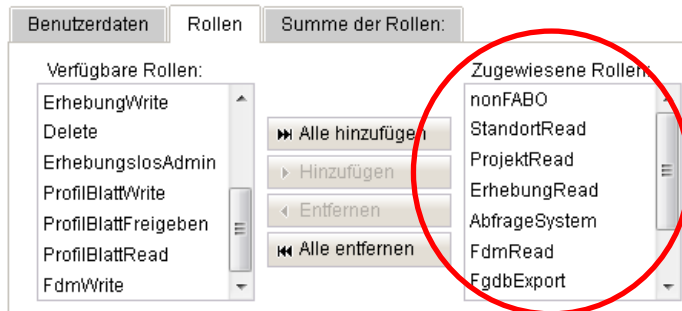 Benutzerdaten
Rollen
Summe der Rollen:
Verfügbare Rollen:
ErhebungWrite
Delete
ErhebungslosAdmin
ProfilBlattWrite
ProfilBlattFreigeben
ProfilBlattRead
FdmWrite
Alle hinzufügen
Hinzufügen
Entfernen
Alle entfernen
Zugewiesene Rollen:
nonFABO
StandortRead
ProjektRead
ErhebungRead
AbfrageSystem
FdmRead
FgdbExport